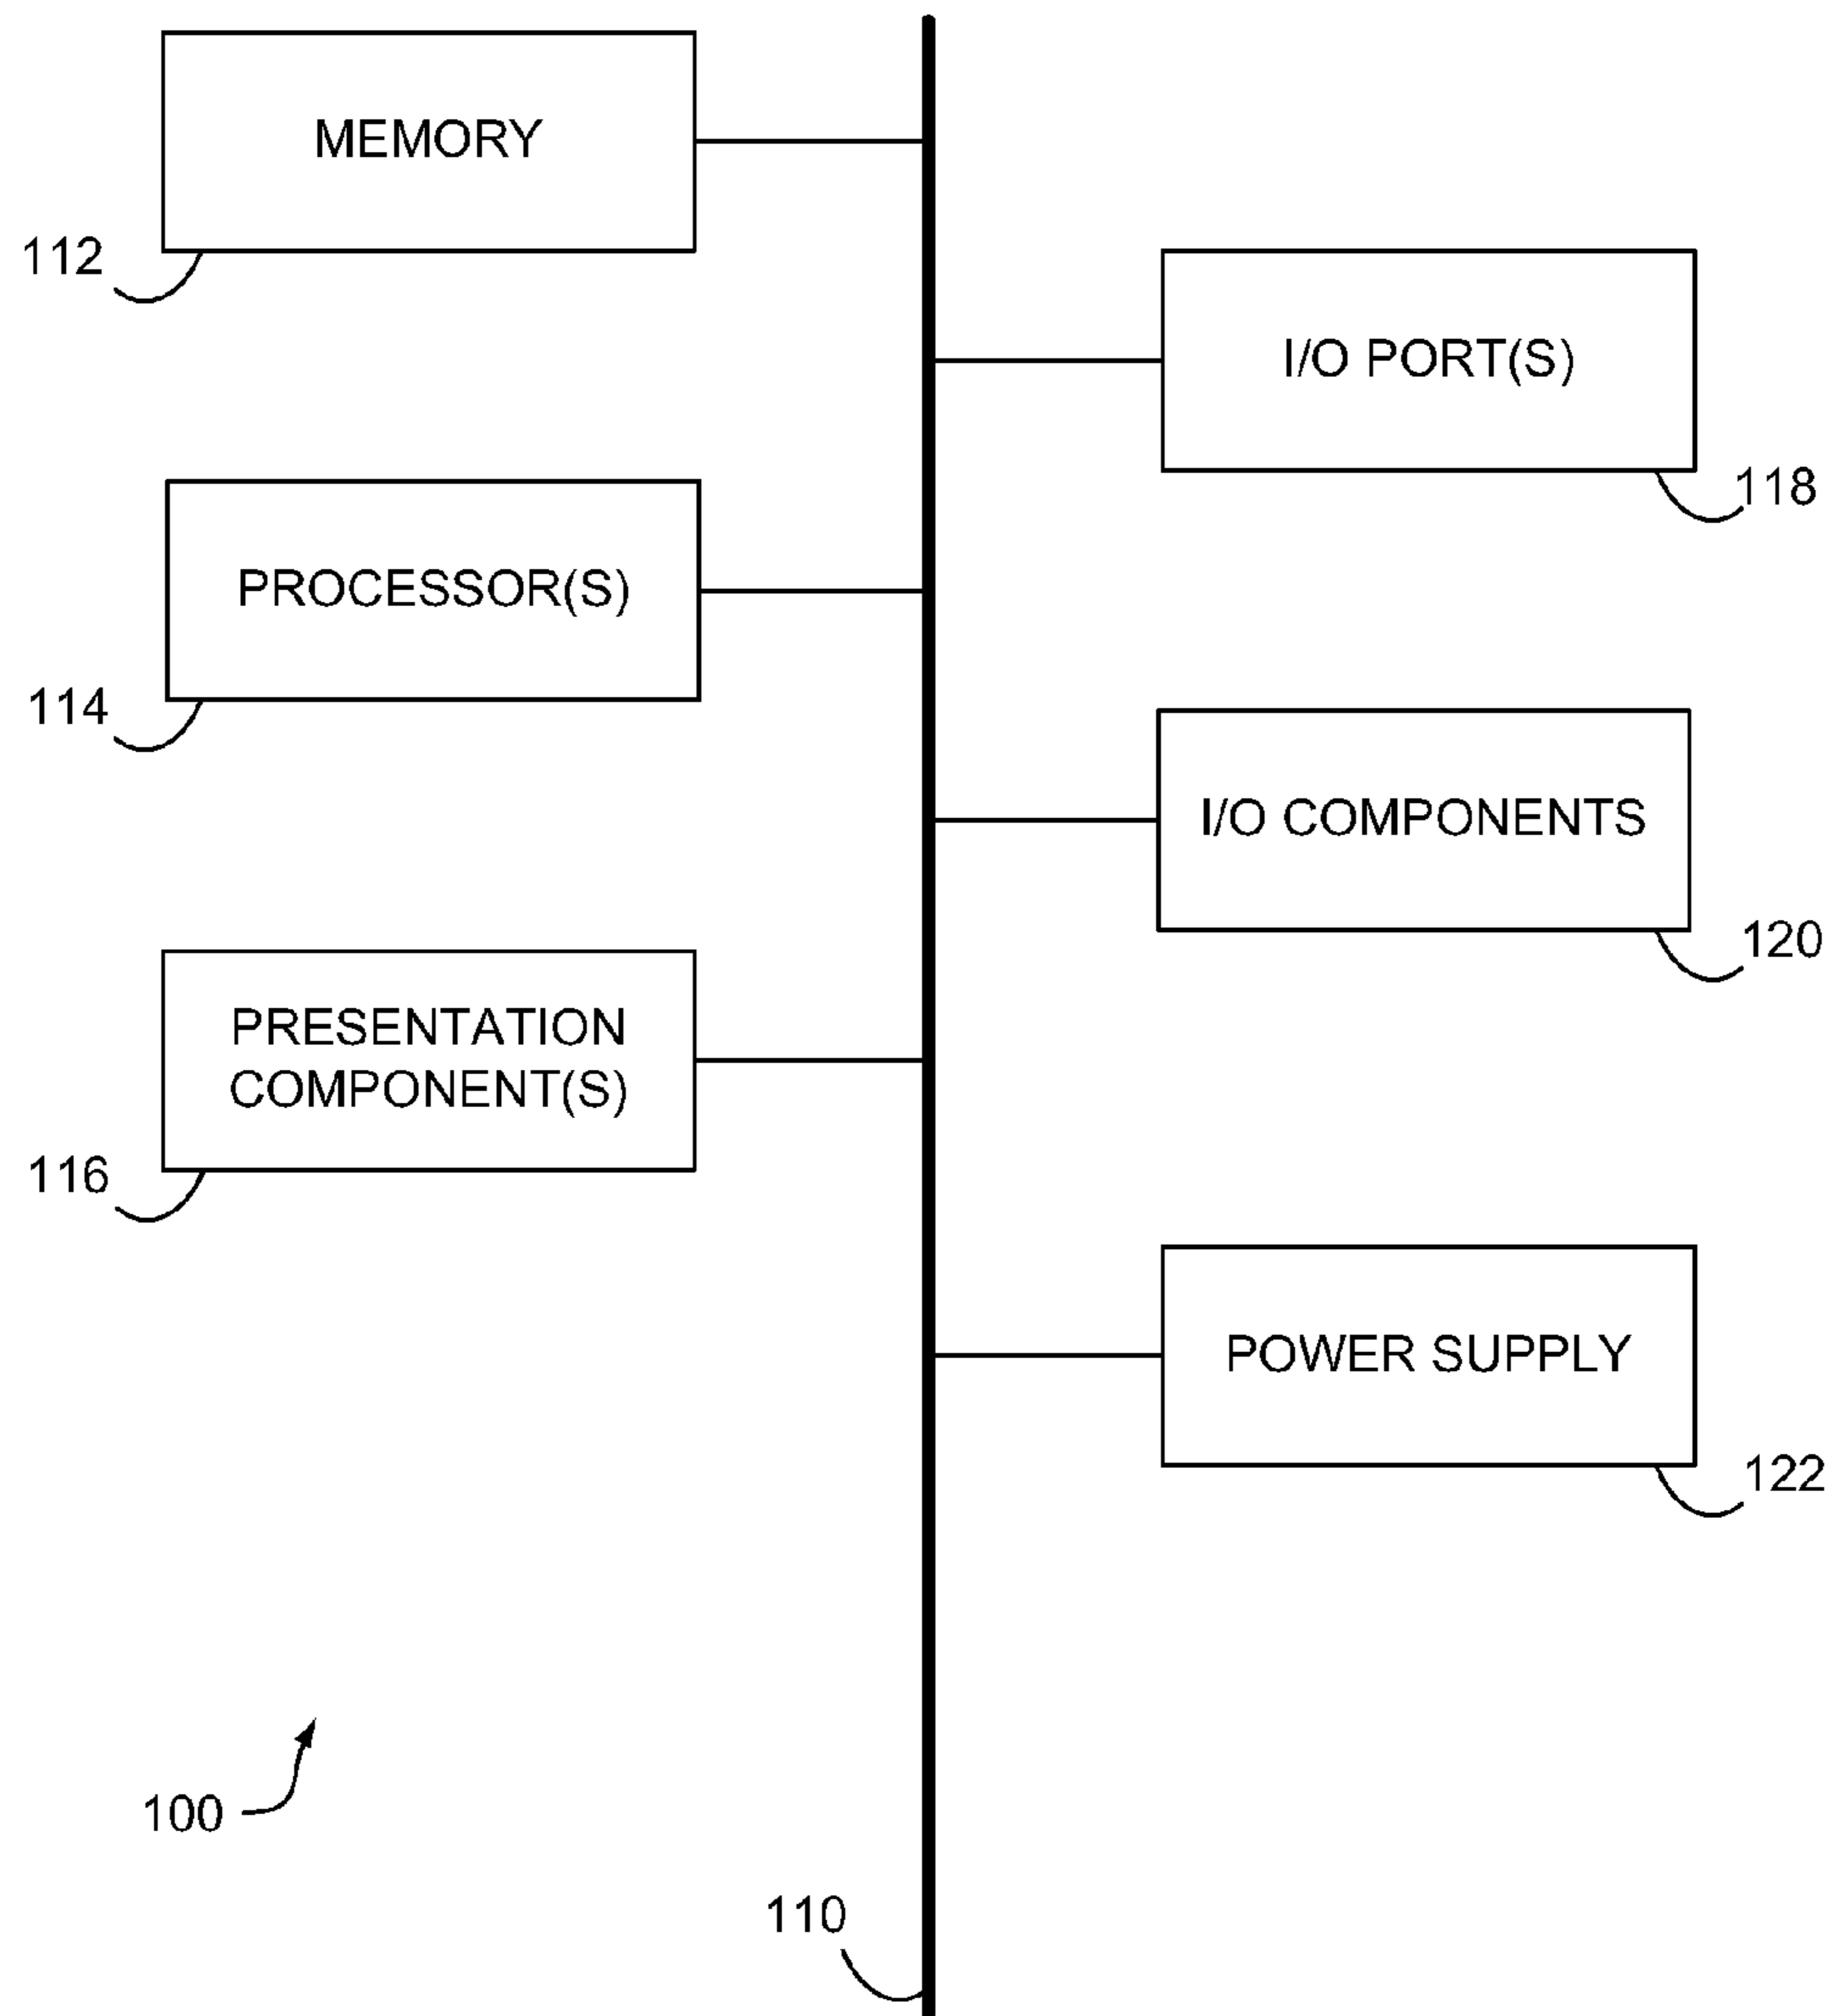 MEMORY
112
I/O PORT(S)
118
PROCESSOR(S)
114
I/O COMPONENTS
120
PRESENTATION
COMPONENT(S)
116
POWER SUPPLY
122
100
110